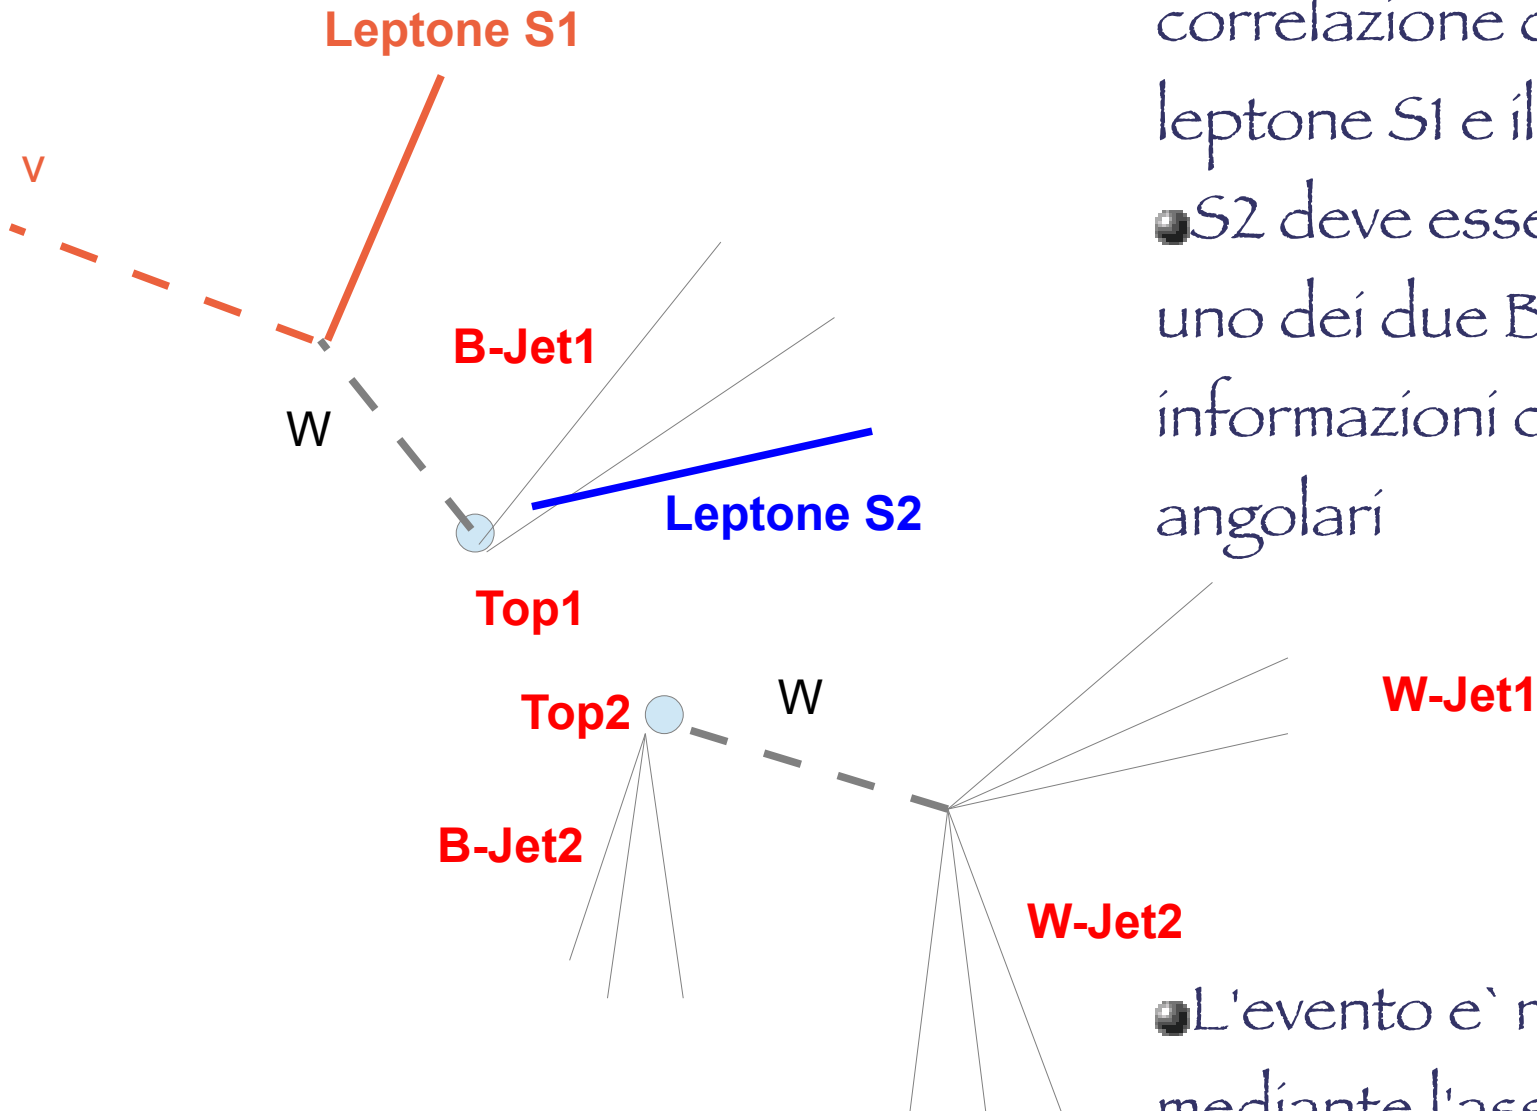 Leptone S1
ν
B-Jet1
W
Leptone S2
Top1
Top2
W
B-Jet2
W-Jet1
W-Jet2
correlazione
leptone S1 e il
S2 deve
uno dei due
informazioni
angolari
L'evento e`
mediante